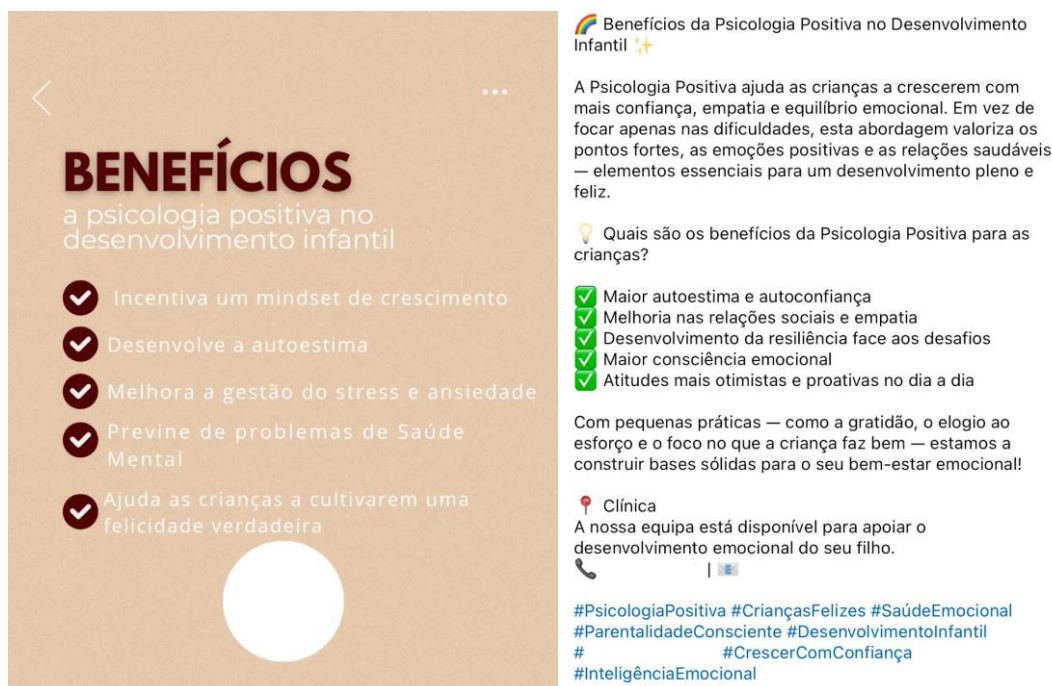 BENEFÍCIOS
a psicologia positiva no
desenvolvimento infantil
Incentiva um mindset de crescimento
Desenvolve a autoestima
Melhora a gestão do stress e ansiedade
Previne de problemas de Saúde
Mental
Ajuda as crianças a cultivarem uma
felicidade verdadeira
🌈 Benefícios da Psicologia Positiva no Desenvolvimento
Infantil ✨
A Psicologia Positiva ajuda as crianças a crescerem com
mais confiança, empatia e equilíbrio emocional. Em vez de
focar apenas nas dificuldades, esta abordagem valoriza os
pontos fortes, as emoções positivas e as relações saudáveis
— elementos essenciais para um desenvolvimento pleno e
feliz.
💡 Quais são os benefícios da Psicologia Positiva para as
crianças?
✅ Maior autoestima e autoconfiança
✅ Melhoria nas relações sociais e empatia
✅ Desenvolvimento da resiliência face aos desafios
✅ Maior consciência emocional
✅ Atitudes mais otimistas e proativas no dia a dia
Com pequenas práticas — como a gratidão, o elogio ao
esforço e o foco no que a criança faz bem — estamos a
construir bases sólidas para o seu bem-estar emocional!
📍 Clínica
A nossa equipa está disponível para apoiar o
desenvolvimento emocional do seu filho.
📞 | 📧
#PsicologiaPositiva #CriançasFelizes #SaúdeEmocional
#ParentalidadeConsciente #DesenvolvimentoInfantil
# #CrescerComConfiança
#InteligênciaEmocional